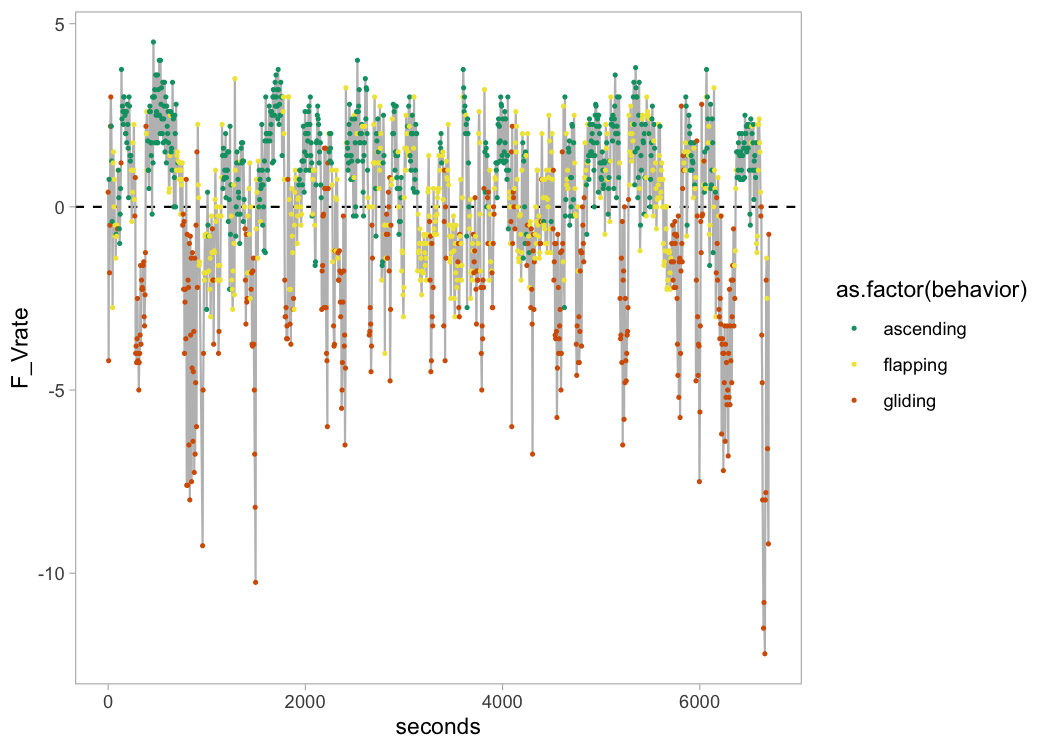 5
0
-5
-10
F_Vrate
0
2000
4000
6000
seconds
as.factor(behavior)
ascending
flapping
gliding